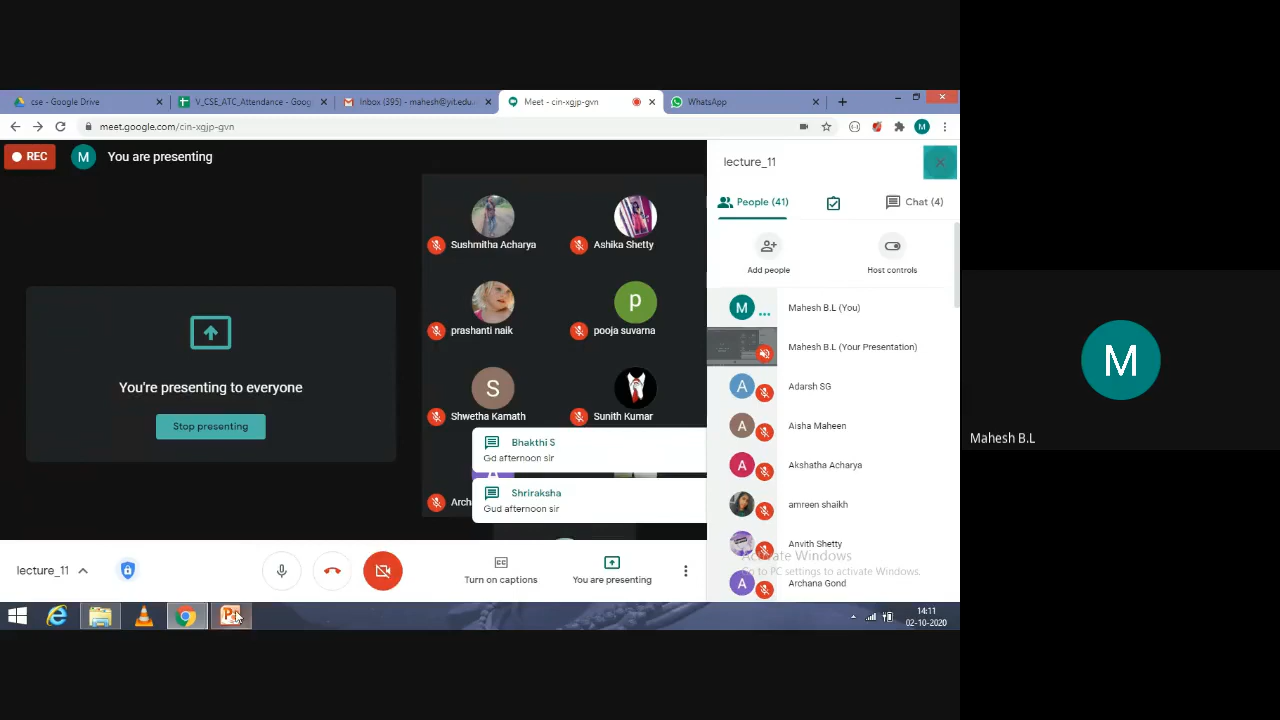 cse - Google Drive
V_CSE_ATC_Attendance - Goog
Inbox (395) - mahesh@yit.edu.
Meet - cin-xgjp-gvn
WhatsApp
meet.google.com/cin-xgjp-gvn
M
REC
M
You are presenting
lecture_11
People (41)
Chat (4)
Add people
Host controls
Sushmitha Acharya
Ashika Shetty
prashanti naik
p
pooja suvarna
S
Shwetha Kamath
Sunith Kumar
You're presenting to everyone
Stop presenting
Bhakthi S
Gd afternoon sir
Shriraksha
Gud afternoon sir
Arch
M
Mahesh B.L (You)
Mahesh B.L (Your Presentation)
A
Adarsh SG
A
Aisha Maheen
A
Akshatha Acharya
amreen shaikh
Anvith Shetty
A
Archana Gond
Activate Windows
Go to PC settings to activate Windows.
lecture_11
Turn on captions
You are presenting
14:11
02-10-2020
M
Mahesh B.L